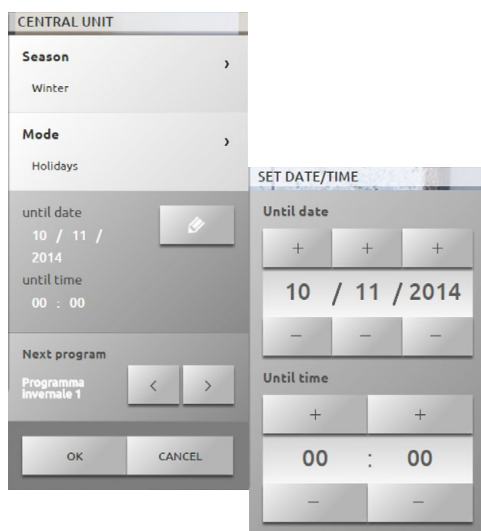 CENTRAL UNIT
Season
›
Winter
Mode
›
Holidays
until date
10 / 11 /
2014
until time
00 : 00
Next program
Programma
Invernale 1
< >
OK CANCEL
SET DATE/TIME
Until date
+ + +
10 / 11 / 2014
– – –
Until time
+ +
00 : 00
– –